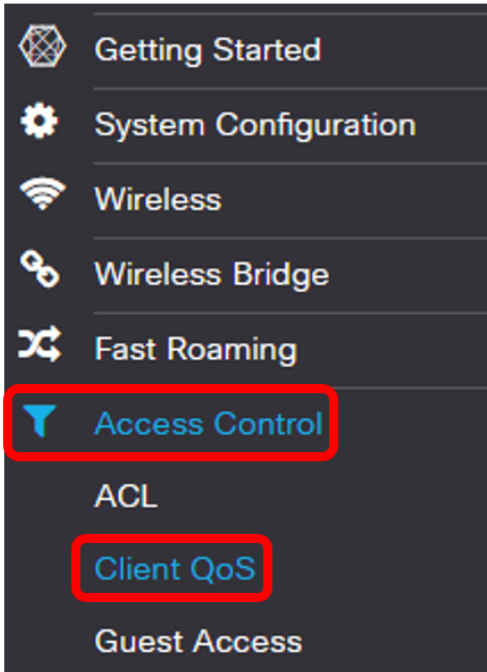 Getting Started
System Configuration
Wireless
Wireless Bridge
Fast Roaming
Access Control
ACL
Client QoS
Guest Access